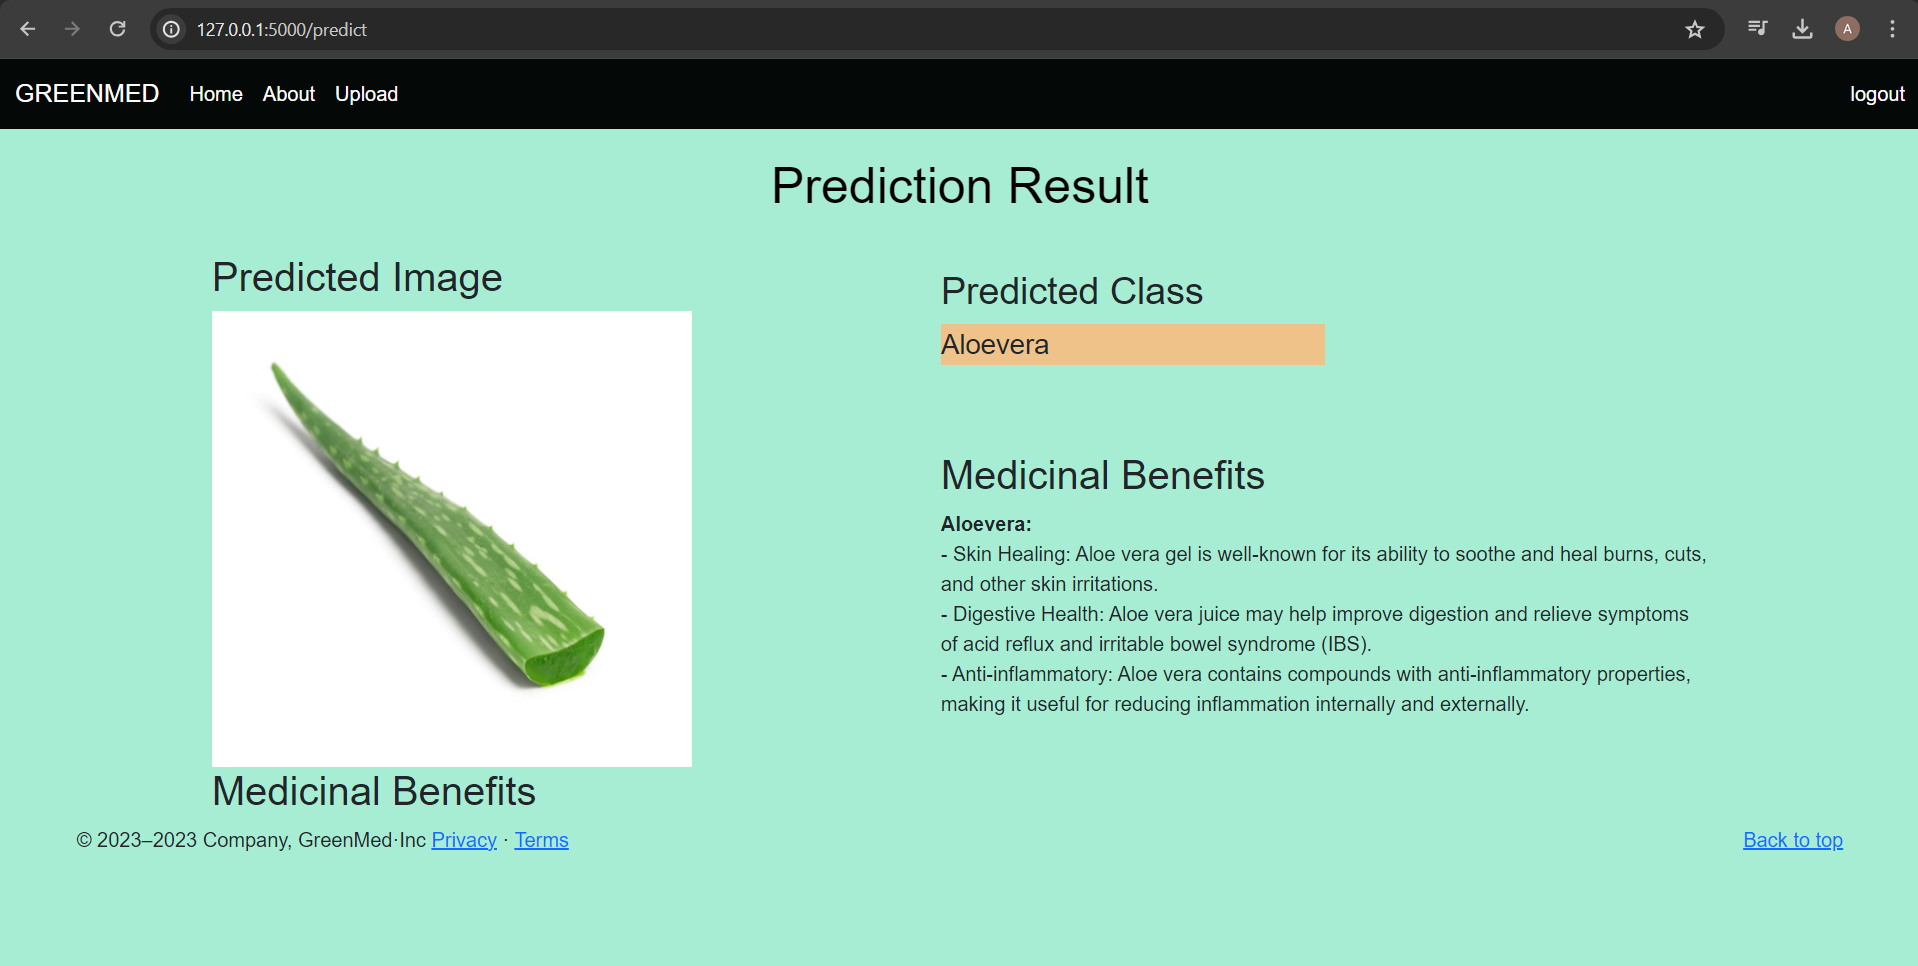 127.0.0.1:5000/predict
A
GREENMED Home About Upload logout
Prediction Result
Predicted Image
Predicted Class
Aloevera
Medicinal Benefits
Aloevera:
- Skin Healing: Aloe vera gel is well-known for its ability to soothe and heal burns, cuts,
and other skin irritations.
- Digestive Health: Aloe vera juice may help improve digestion and relieve symptoms
of acid reflux and irritable bowel syndrome (IBS).
- Anti-inflammatory: Aloe vera contains compounds with anti-inflammatory properties,
making it useful for reducing inflammation internally and externally.
Medicinal Benefits
© 2023–2023 Company, GreenMed·Inc Privacy · Terms
Back to top